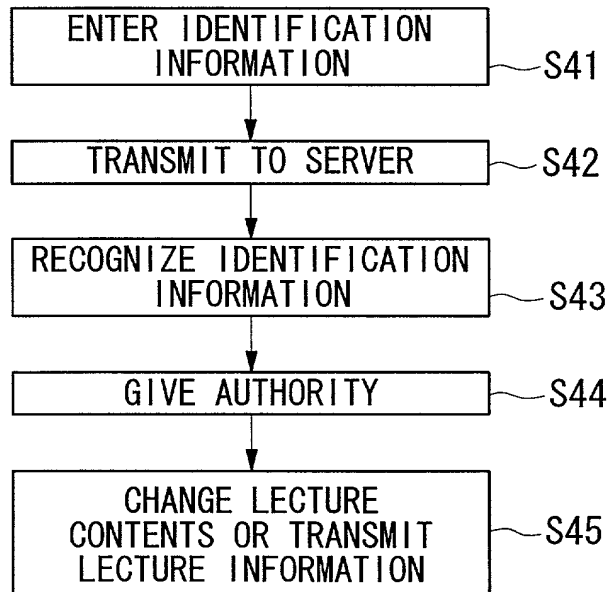 ENTER IDENTIFICATION
INFORMATION
S41
TRANSMIT TO SERVER
S42
RECOGNIZE IDENTIFICATION
INFORMATION
S43
GIVE AUTHORITY
S44
CHANGE LECTURE
CONTENTS OR TRANSMIT
LECTURE INFORMATION
S45